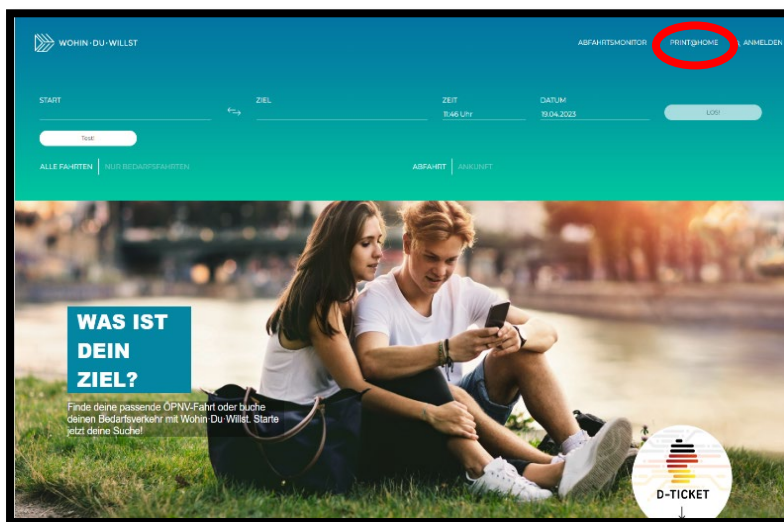 WOHIN·DU·WILLST
ABFAHRTSMONITOR
PRINT@HOME
ANMELDEN
START
ZIEL
ZEIT
DATUM
11:46 Uhr
19.04.2023
LOS!
Test!
ALLE FAHRTEN
NUR BEDARFSFAHRTEN
ABFAHRT
ANKUNFT
WAS IST
DEIN
ZIEL?
Finde deine passende ÖPNV-Fahrt oder buche
deinen Bedarfsverkehr mit Wohin·Du·Willst. Starte
jetzt deine Suche!
D-TICKET